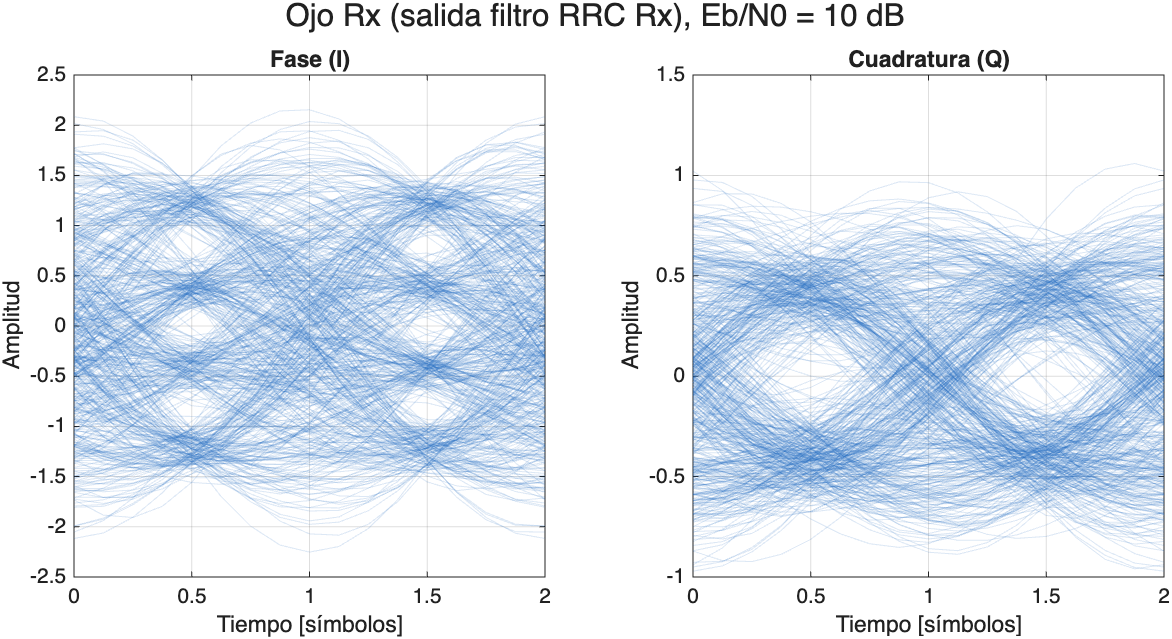 Ojo Rx (salida filtro RRC Rx), Eb/N0 = 10 dB
Fase (I)
2.5
2
1.5
1
0.5
0
-0.5
-1
-1.5
-2
-2.5
Amplitud
0 0.5 1 1.5 2
Tiempo [símbolos]
Cuadratura (Q)
1.5
1
0.5
0
-0.5
-1
Amplitud
0 0.5 1 1.5 2
Tiempo [símbolos]